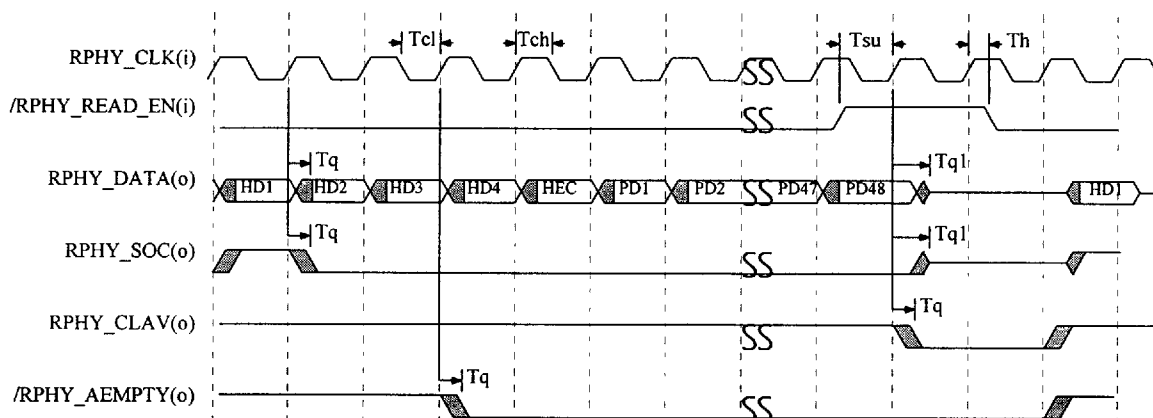 RPHY_CLK(i) Tcl Tch Tsu Th
/RPHY_READ_EN(i)
Tq Tq1
RPHY_DATA(o) HD1 HD2 HD3 HD4 HEC PD1 PD2 PD47 PD48 HD1
Tq Tq1
RPHY_SOC(o)
RPHY_CLAV(o) Tq
/RPHY_AEMPTY(o) Tq